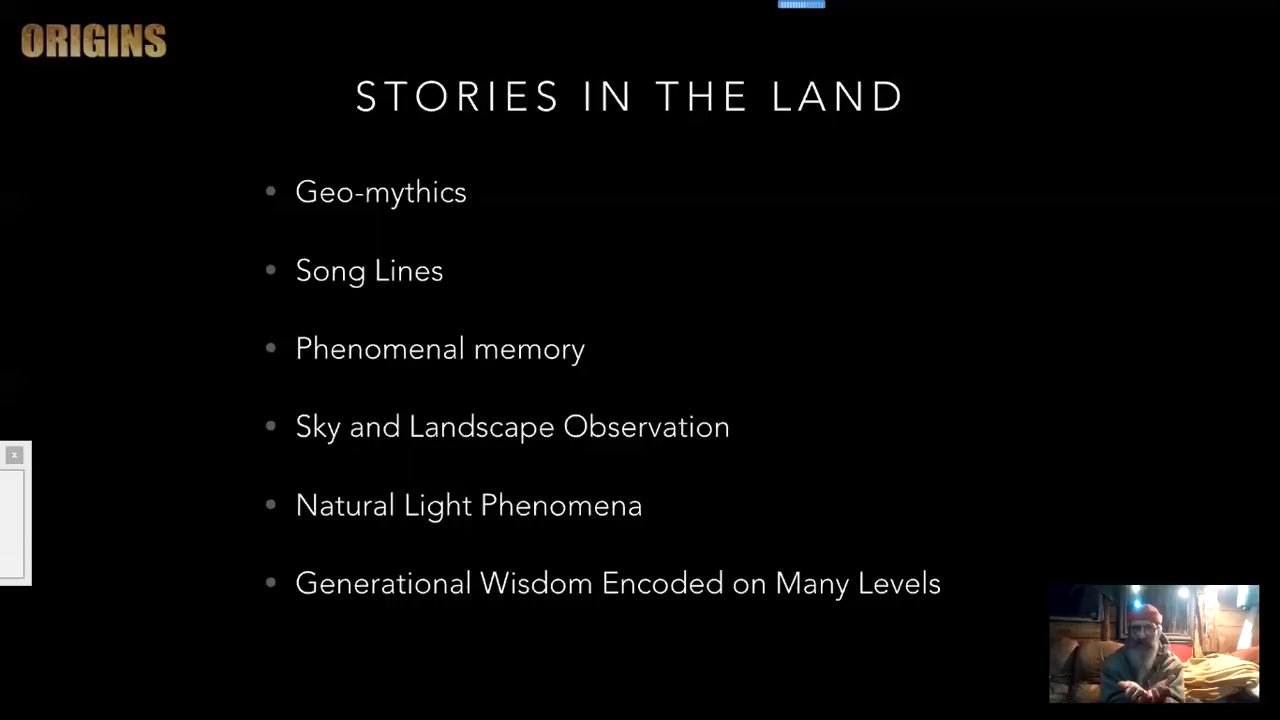 ORIGINS
STORIES IN THE LAND
Geo-mythics
Song Lines
Phenomenal memory
Sky and Landscape Observation
Natural Light Phenomena
Generational Wisdom Encoded on Many Levels
x